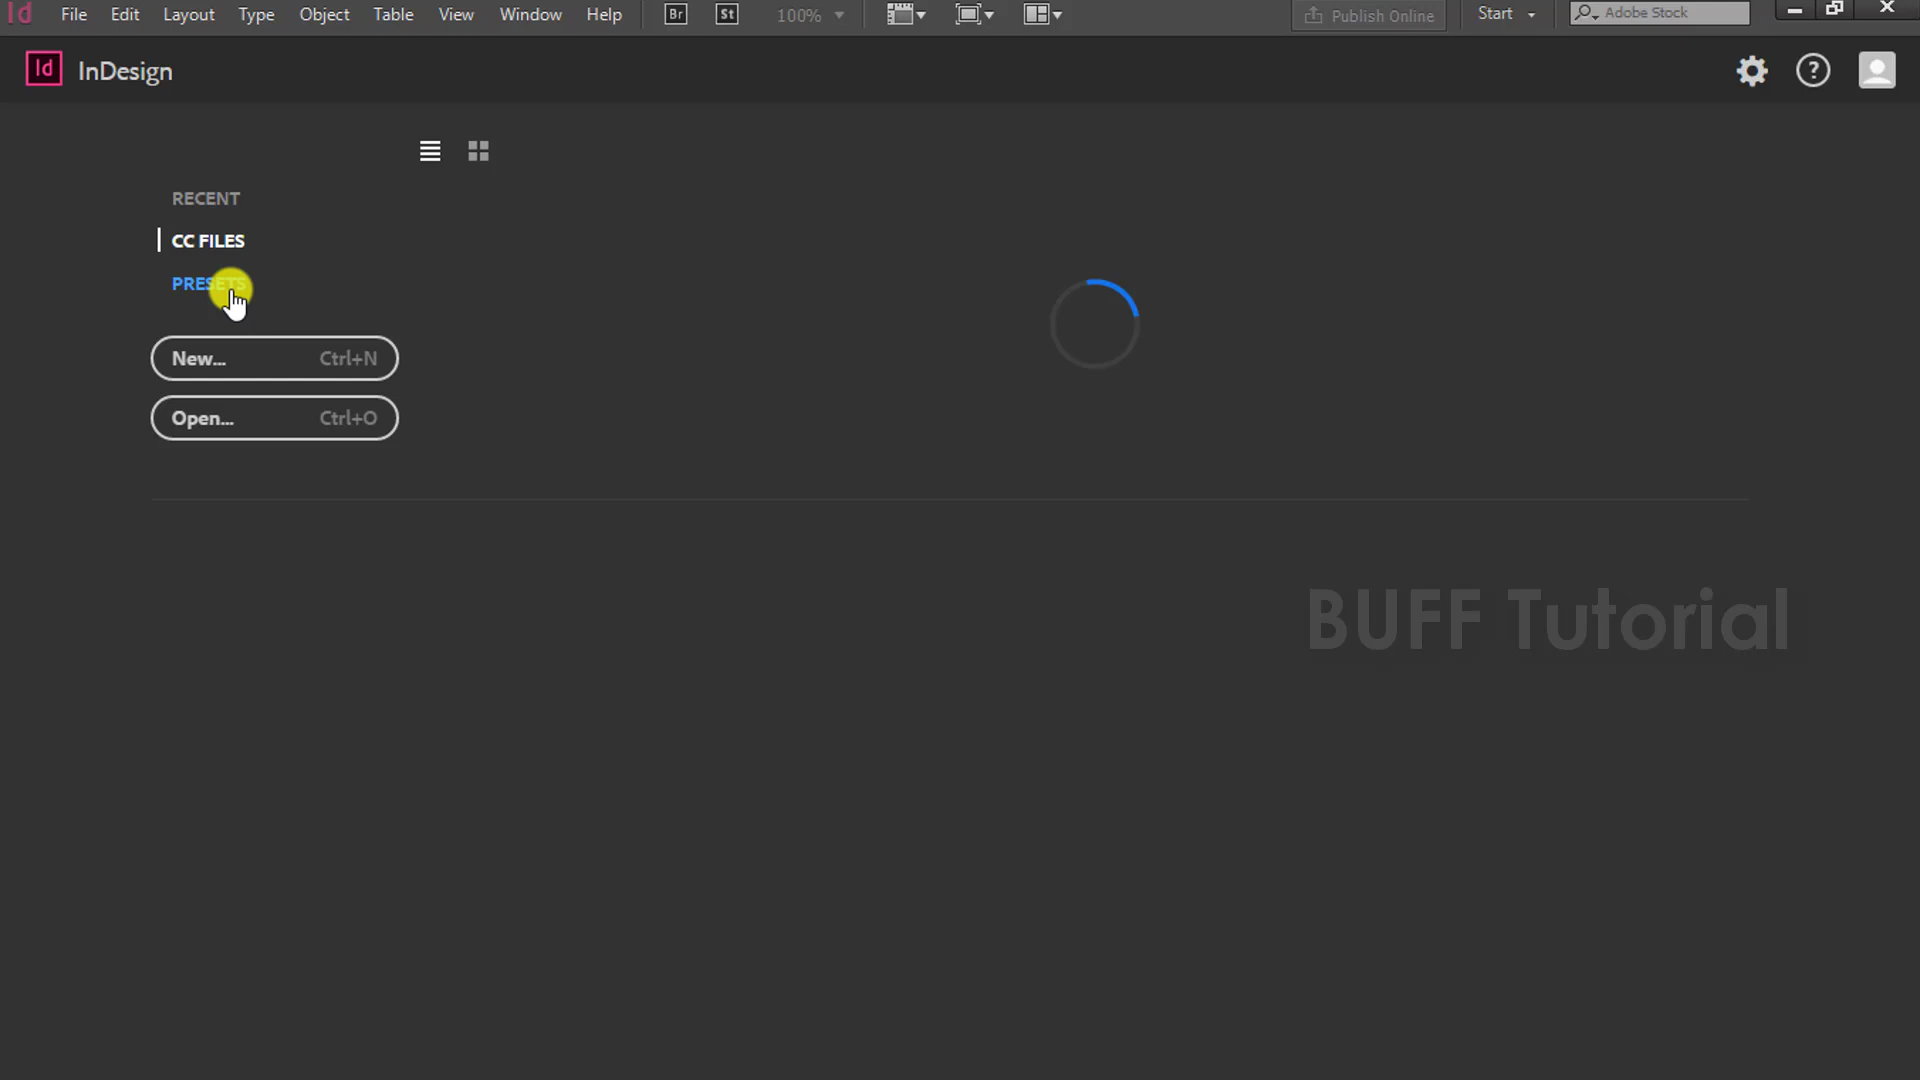 Id File Edit Layout Type Object Table View Window Help Br St 100% Publish Online Start Adobe Stock
Id InDesign
RECENT
CC FILES
PRESETS
New... Ctrl+N
Open... Ctrl+O
BUFF Tutorial